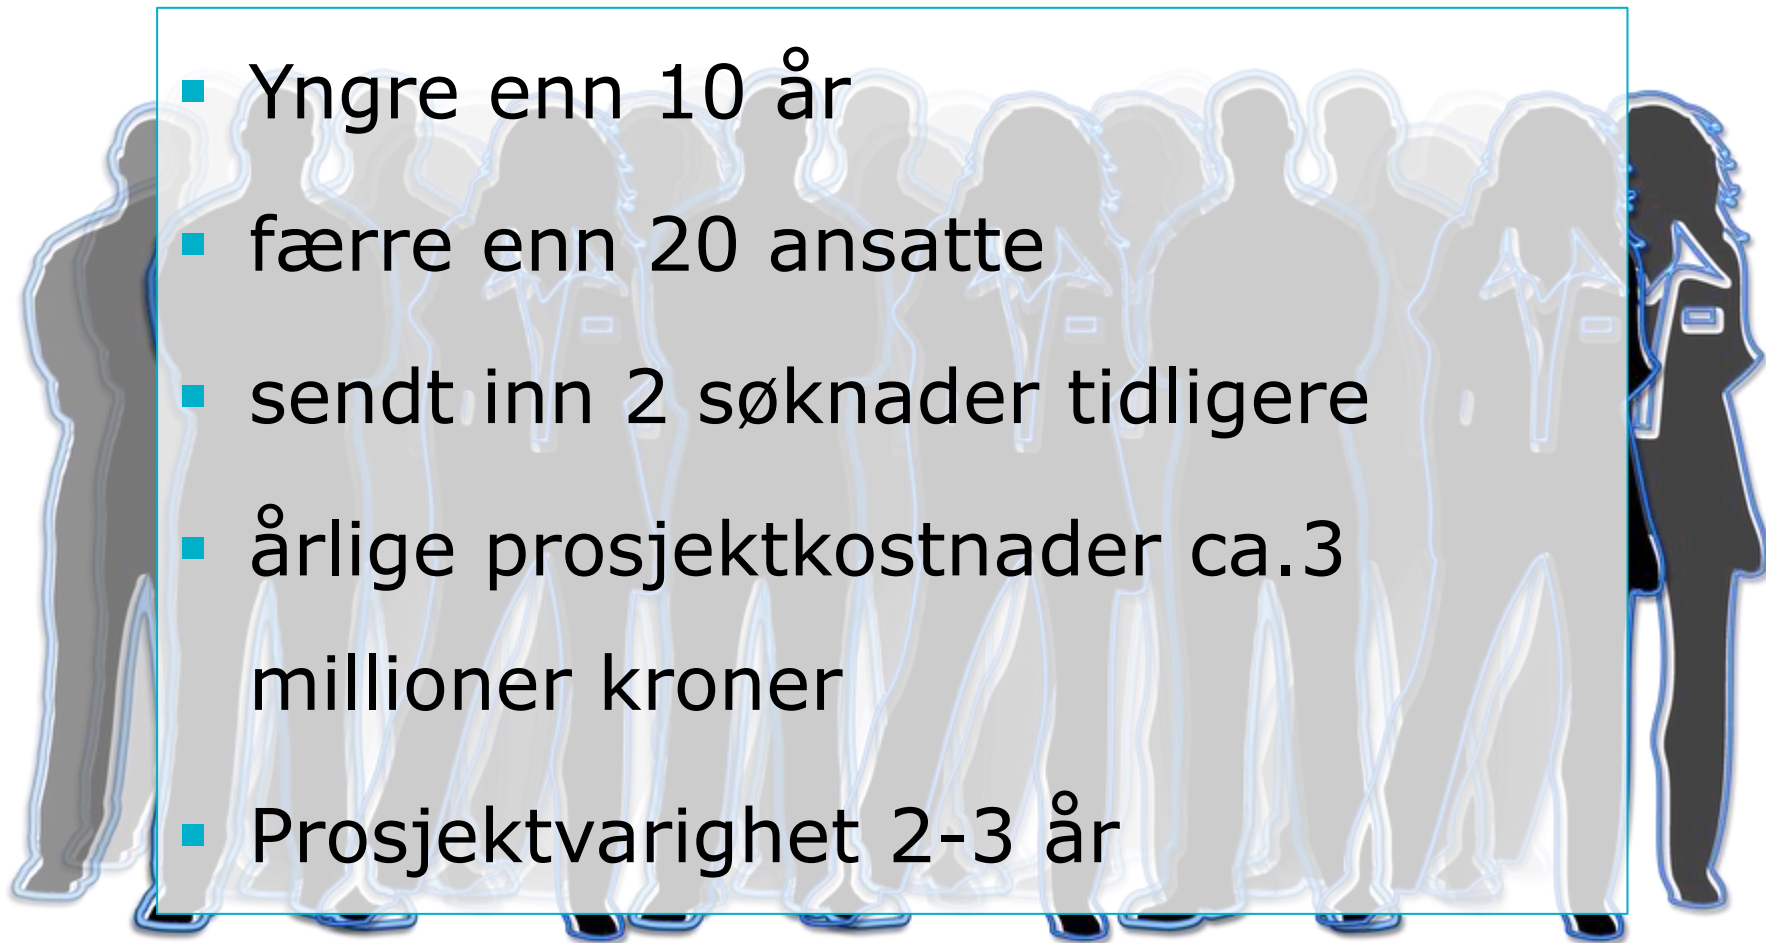 ▪ Yngre enn 10 år
▪ færre enn 20 ansatte
▪ sendt inn 2 søknader tidligere
▪ årlige prosjektkostnader ca.3
millioner kroner
▪ Prosjektvarighet 2-3 år